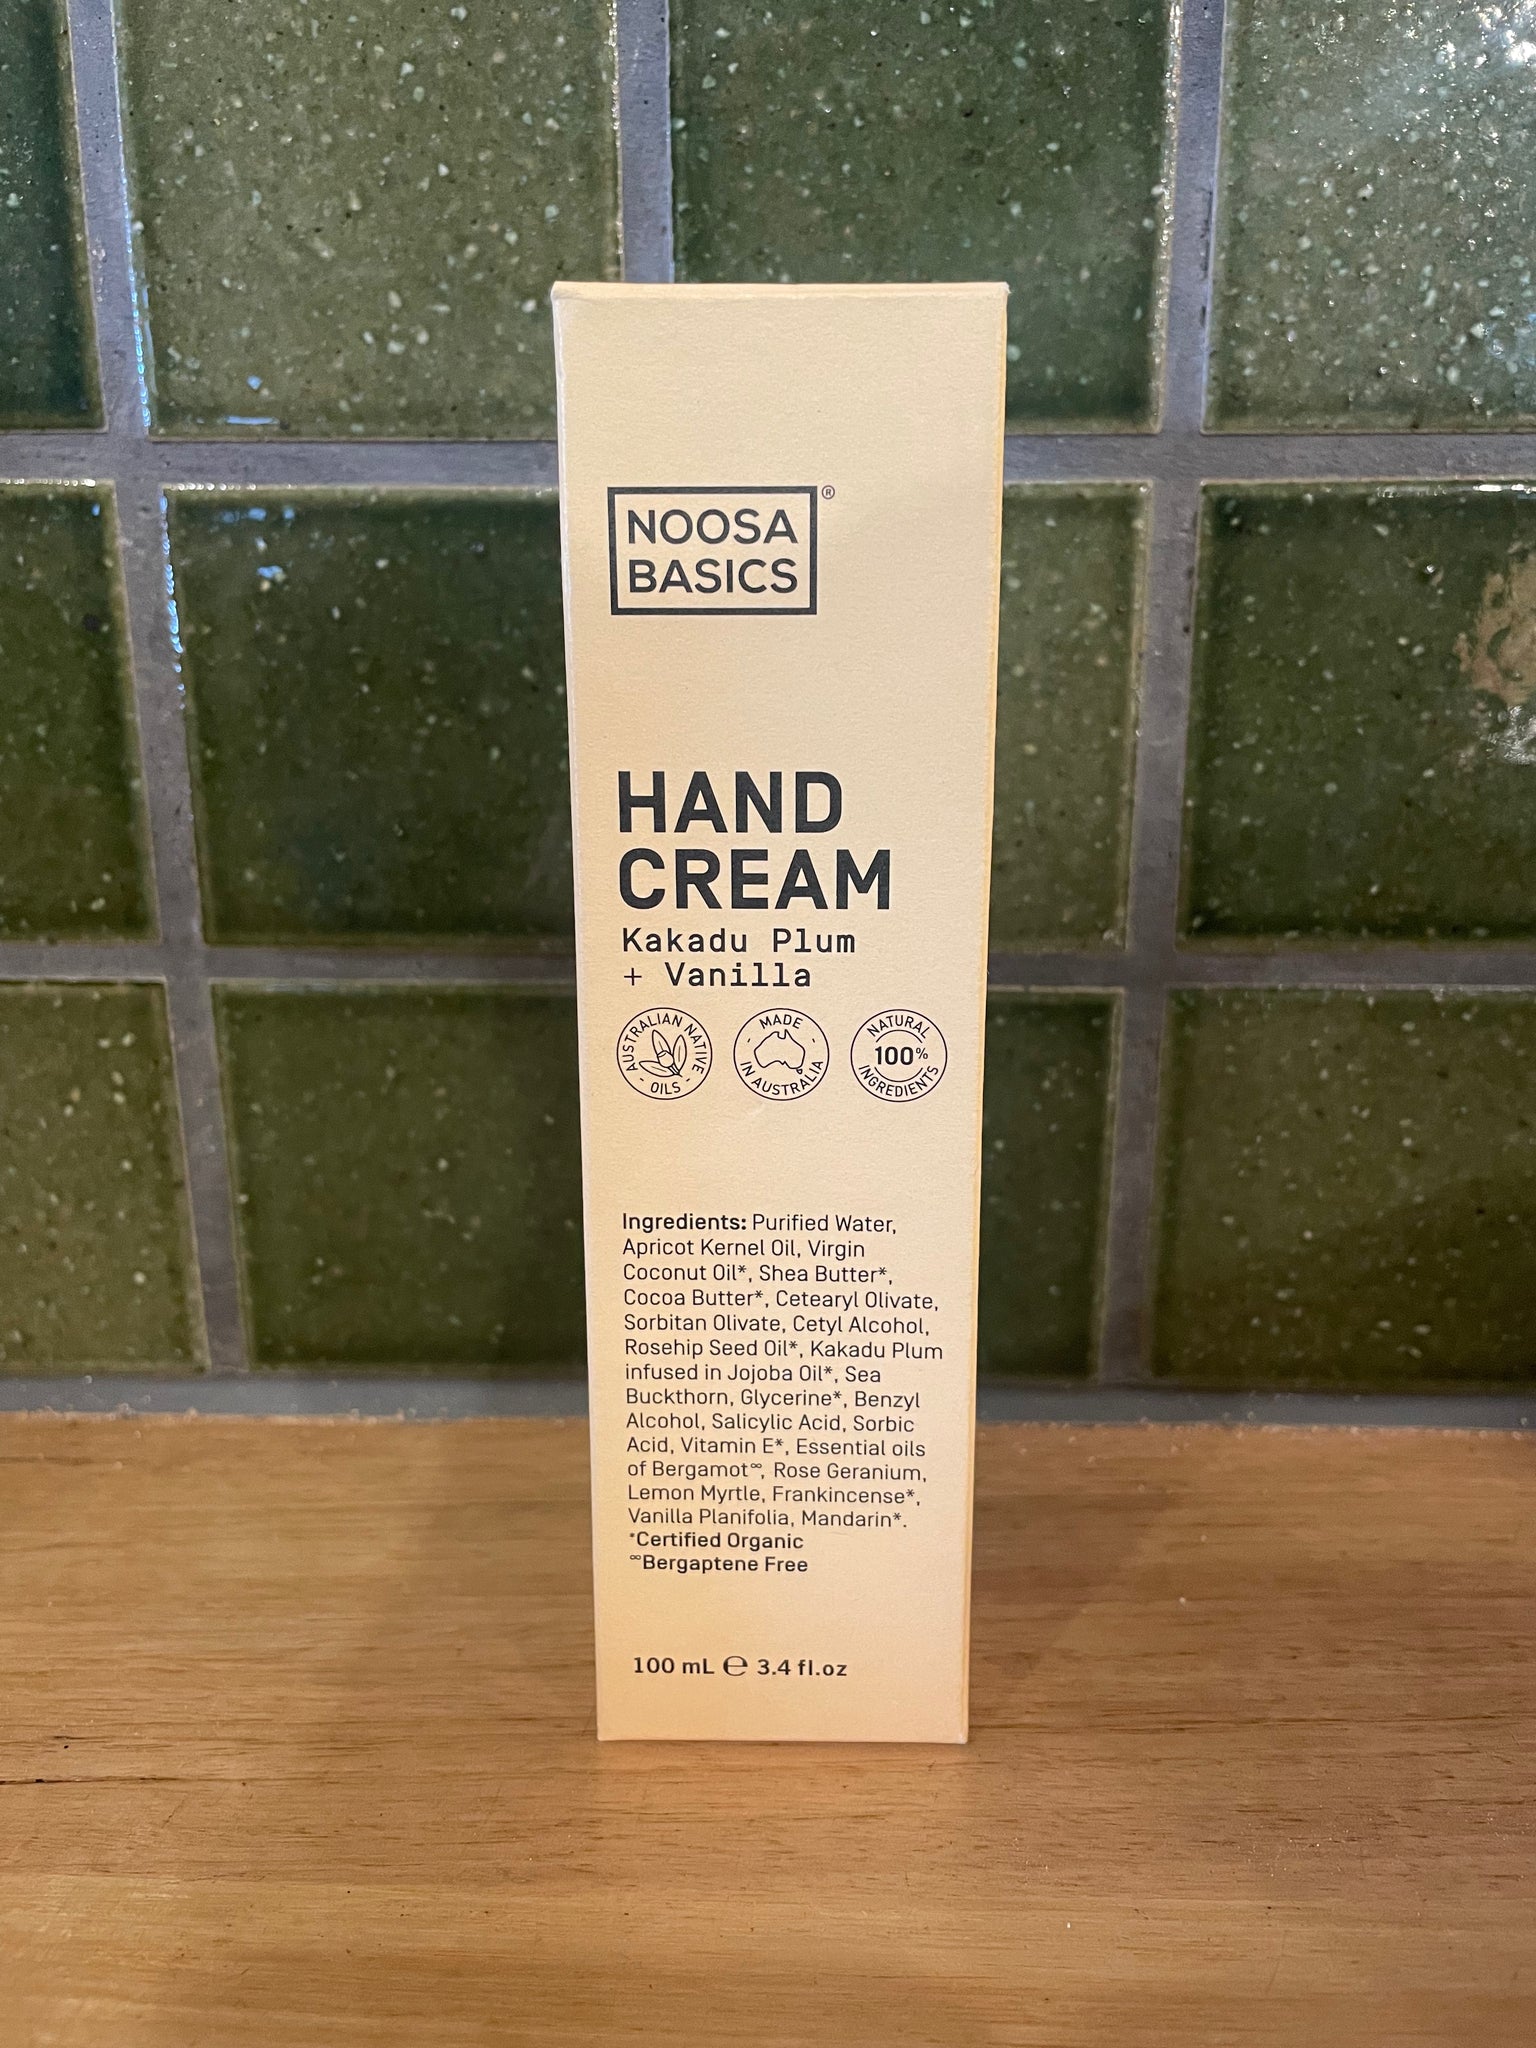 NOOSA
BASICS
®
HAND
CREAM
Kakadu Plum
+ Vanilla
AUSTRALIAN NATIVE
- OILS -
- MADE -
IN AUSTRALIA
NATURAL
100%
INGREDIENTS
Ingredients: Purified Water,
Apricot Kernel Oil, Virgin
Coconut Oil*, Shea Butter*,
Cocoa Butter*, Cetearyl Olivate,
Sorbitan Olivate, Cetyl Alcohol,
Rosehip Seed Oil*, Kakadu Plum
infused in Jojoba Oil*, Sea
Buckthorn, Glycerine*, Benzyl
Alcohol, Salicylic Acid, Sorbic
Acid, Vitamin E*, Essential oils
of Bergamot∞, Rose Geranium,
Lemon Myrtle, Frankincense*,
Vanilla Planifolia, Mandarin*.
*Certified Organic
∞Bergaptene Free
100 mL ℮ 3.4 fl.oz